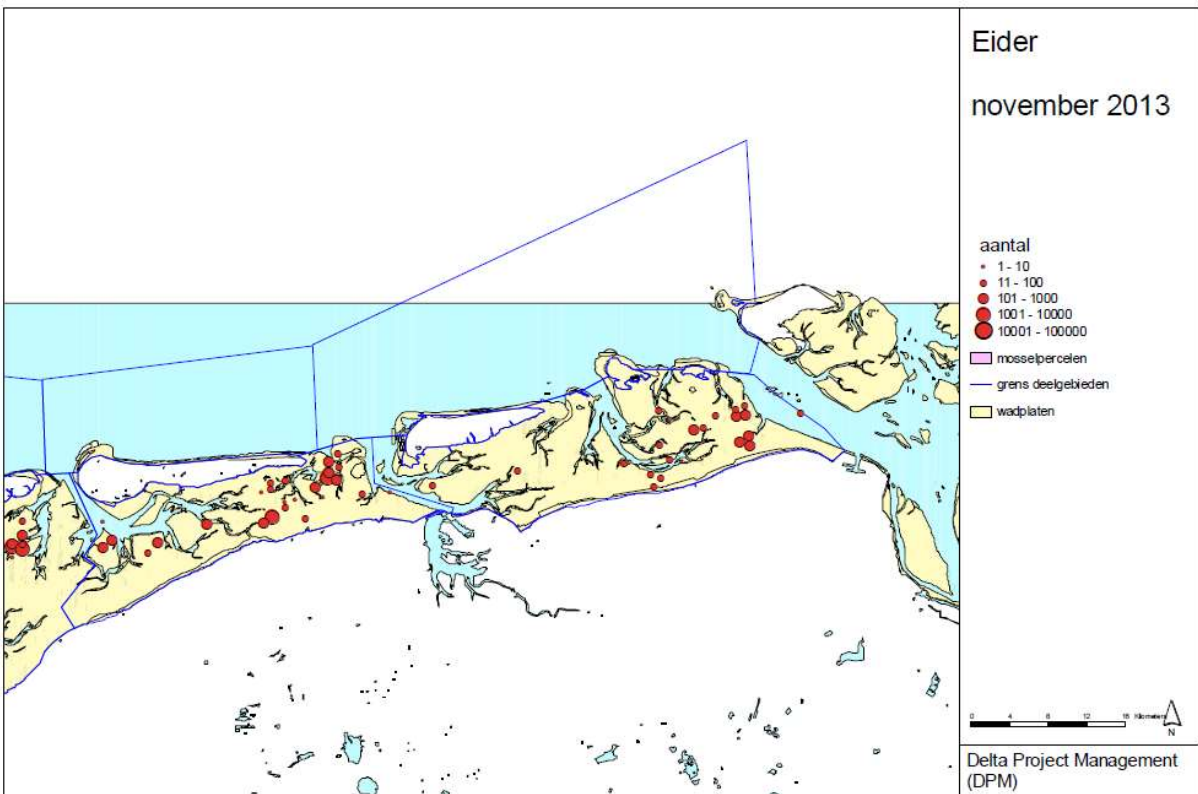 Eider
november 2013
aantal
1 - 10
11 - 100
101 - 1000
1001 - 10000
10001 - 100000
mosselpercelen
grens deelgebieden
wadplaten
0 4 8 12 16 Kilometers
N
Delta Project Management
(DPM)